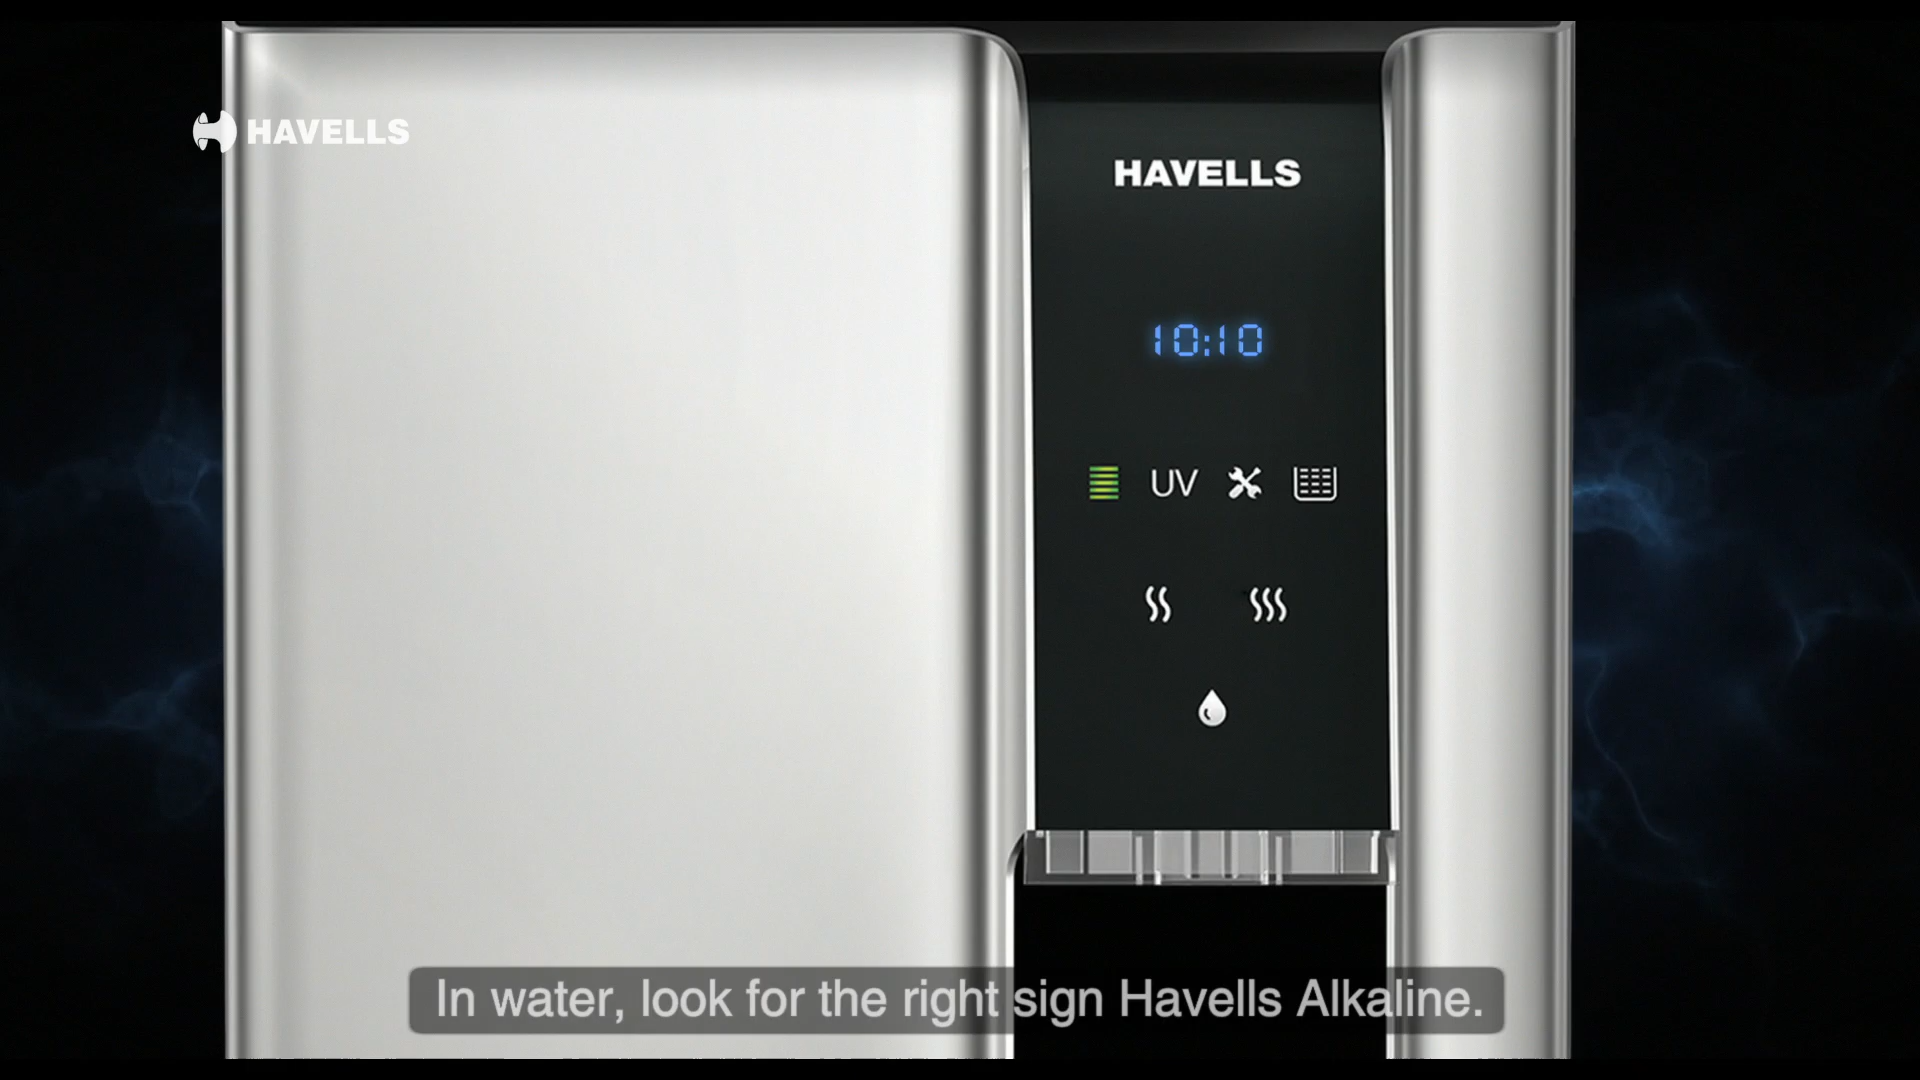 HAVELLS
HAVELLS
10:10
UV
In water, look for the right sign Havells Alkaline.